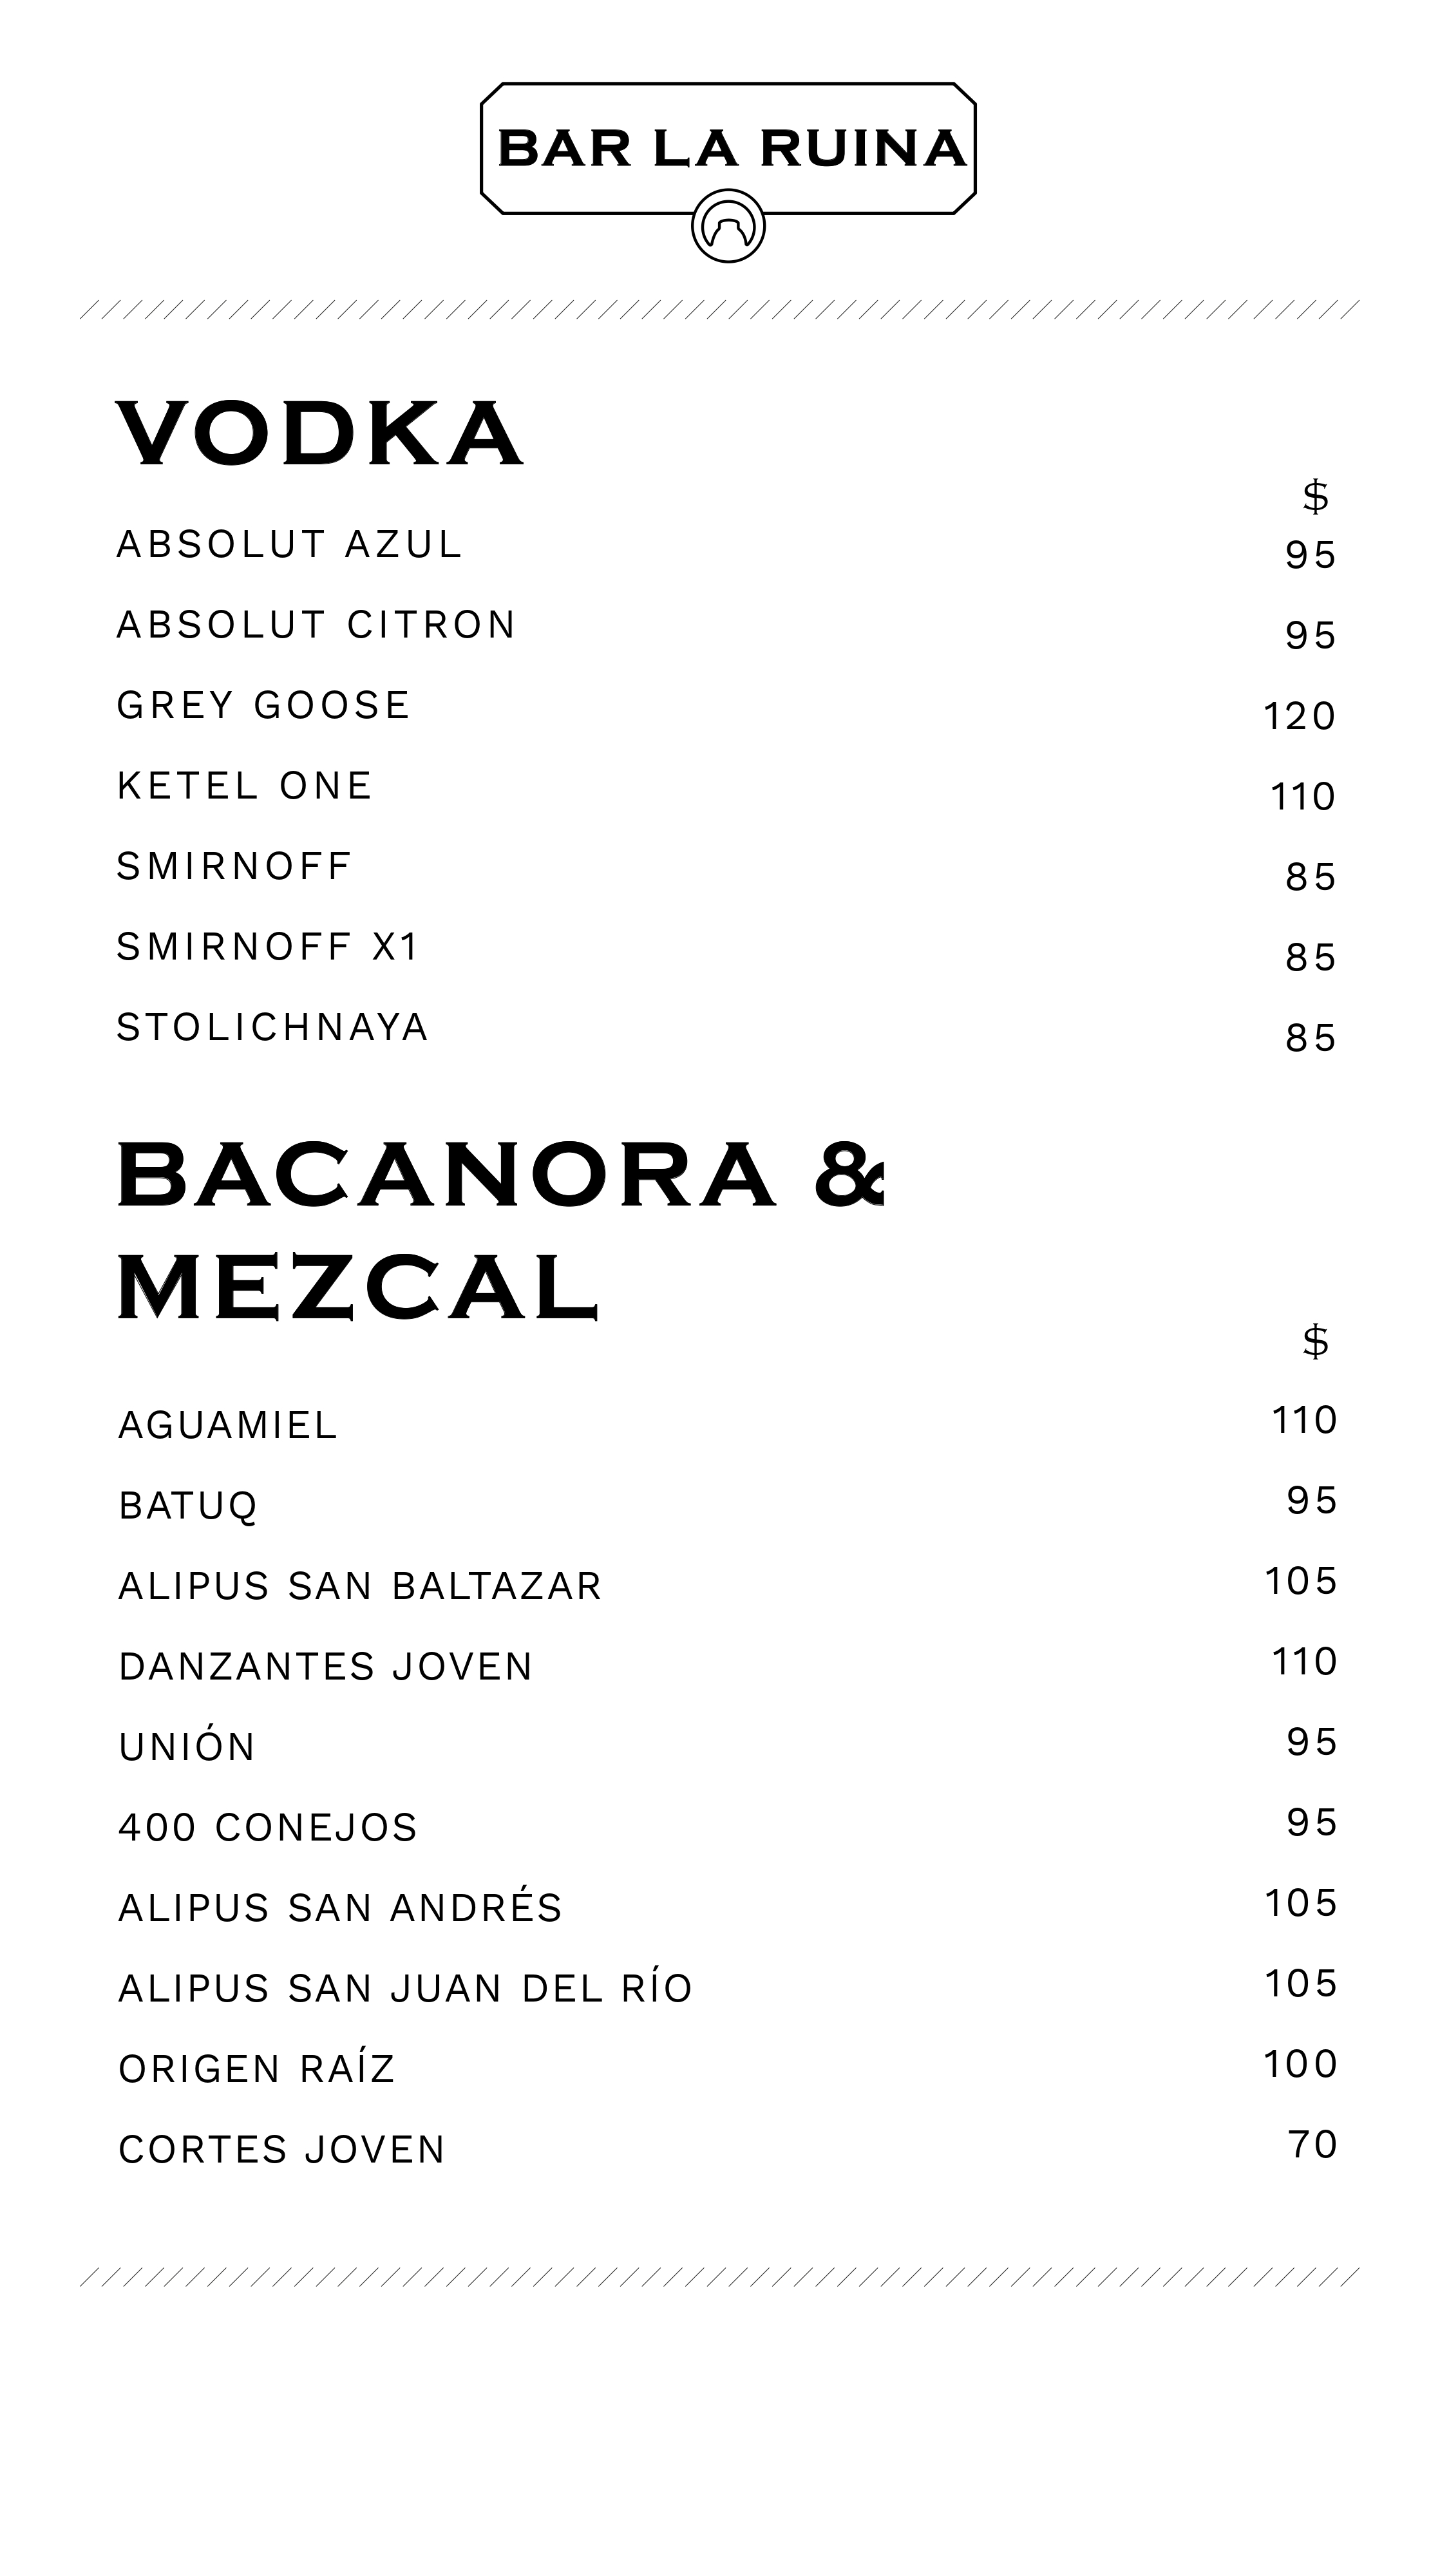 BAR LA RUINA
VODKA
$
ABSOLUT AZUL 95
ABSOLUT CITRON 95
GREY GOOSE 120
KETEL ONE 110
SMIRNOFF 85
SMIRNOFF X1 85
STOLICHNAYA 85
BACANORA &
MEZCAL
$
AGUAMIEL 110
BATUQ 95
ALIPUS SAN BALTAZAR 105
DANZANTES JOVEN 110
UNIÓN 95
400 CONEJOS 95
ALIPUS SAN ANDRÉS 105
ALIPUS SAN JUAN DEL RÍO 105
ORIGEN RAÍZ 100
CORTES JOVEN 70